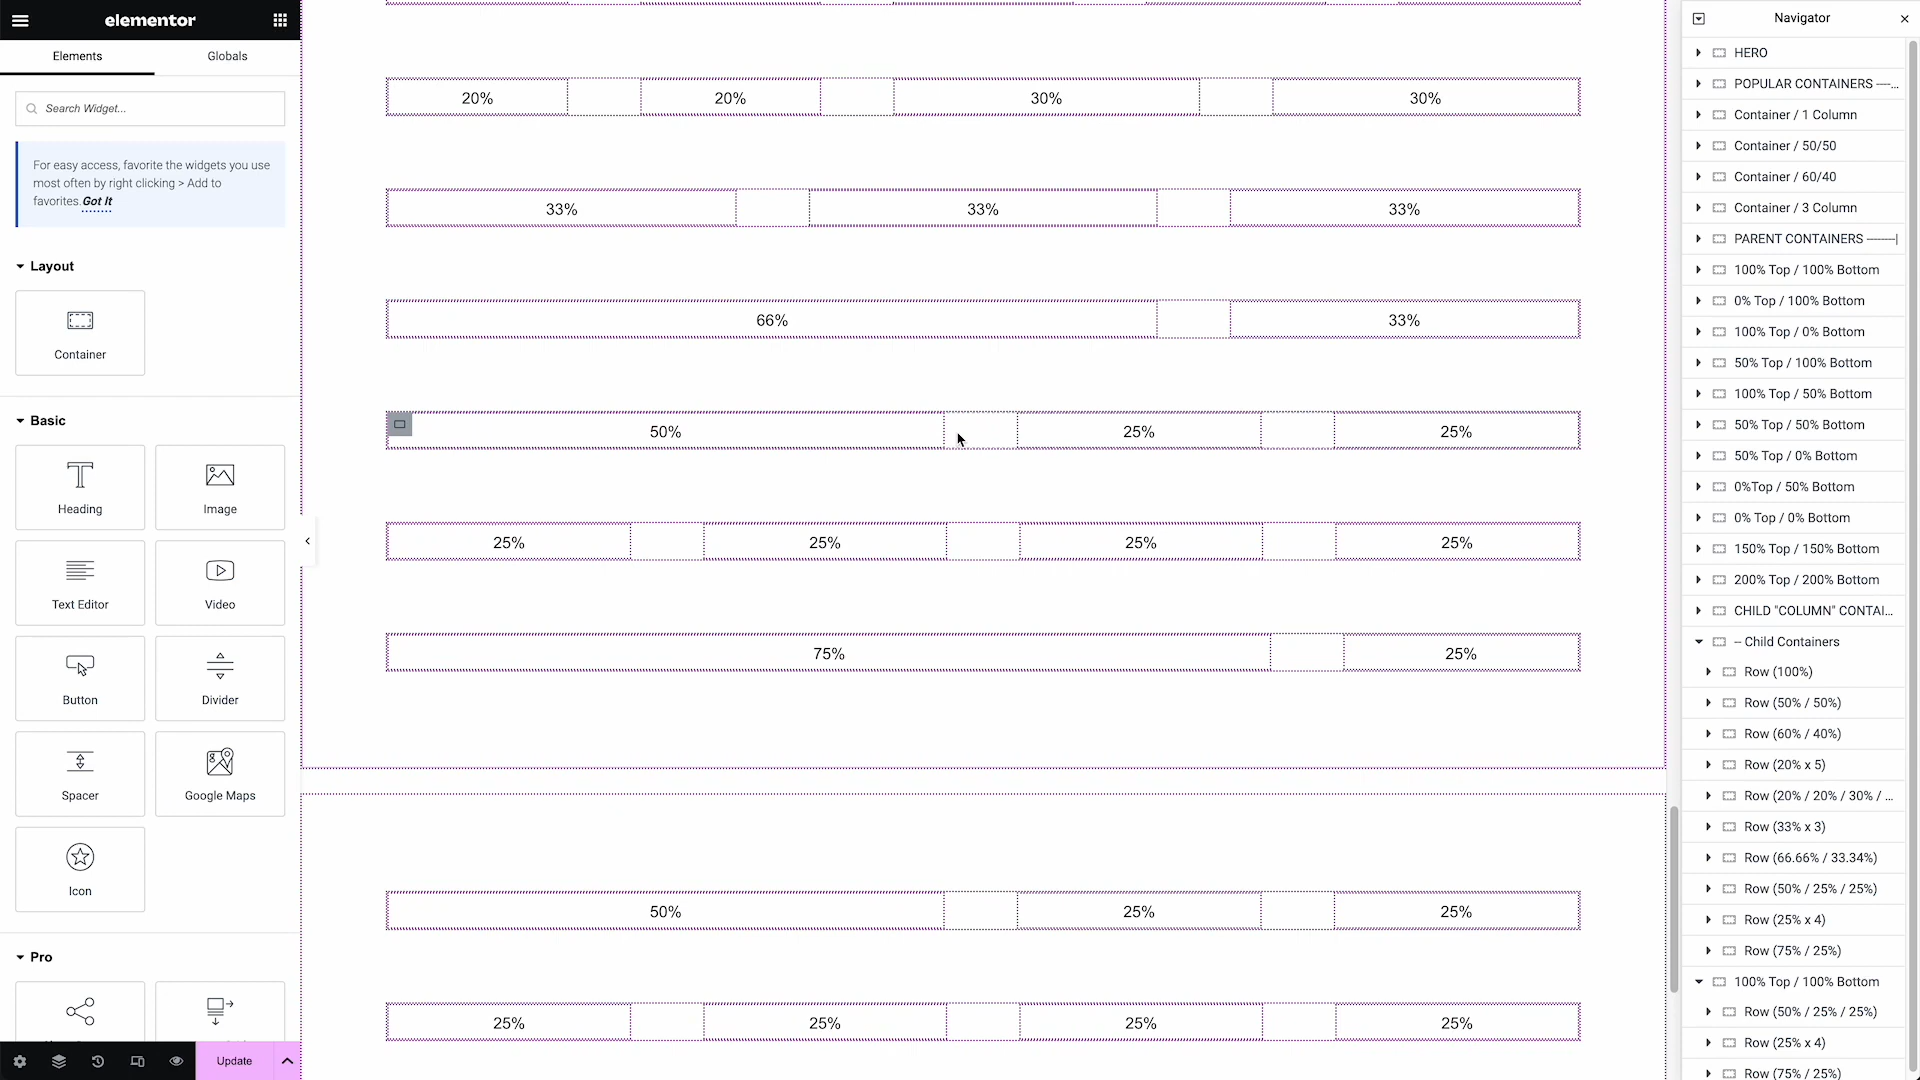 elementor
Elements
Globals
Search Widget...
For easy access, favorite the widgets you use
most often by right clicking > Add to
favorites. Got It
Layout
Container
Basic
Heading
Image
Text Editor
Video
Button
Divider
Spacer
Google Maps
Icon
Pro
Update
20% 20% 30% 30%
33% 33% 33%
66% 33%
50% 25% 25%
25% 25% 25% 25%
75% 25%
50% 25% 25%
25% 25% 25% 25%
Navigator
HERO
POPULAR CONTAINERS ----...
Container / 1 Column
Container / 50/50
Container / 60/40
Container / 3 Column
PARENT CONTAINERS --------|
100% Top / 100% Bottom
0% Top / 100% Bottom
100% Top / 0% Bottom
50% Top / 100% Bottom
100% Top / 50% Bottom
50% Top / 50% Bottom
50% Top / 0% Bottom
0%Top / 50% Bottom
0% Top / 0% Bottom
150% Top / 150% Bottom
200% Top / 200% Bottom
CHILD "COLUMN" CONTAI...
-- Child Containers
Row (100%)
Row (50% / 50%)
Row (60% / 40%)
Row (20% x 5)
Row (20% / 20% / 30% / ...
Row (33% x 3)
Row (66.66% / 33.34%)
Row (50% / 25% / 25%)
Row (25% x 4)
Row (75% / 25%)
100% Top / 100% Bottom
Row (50% / 25% / 25%)
Row (25% x 4)
Row (75% / 25%)